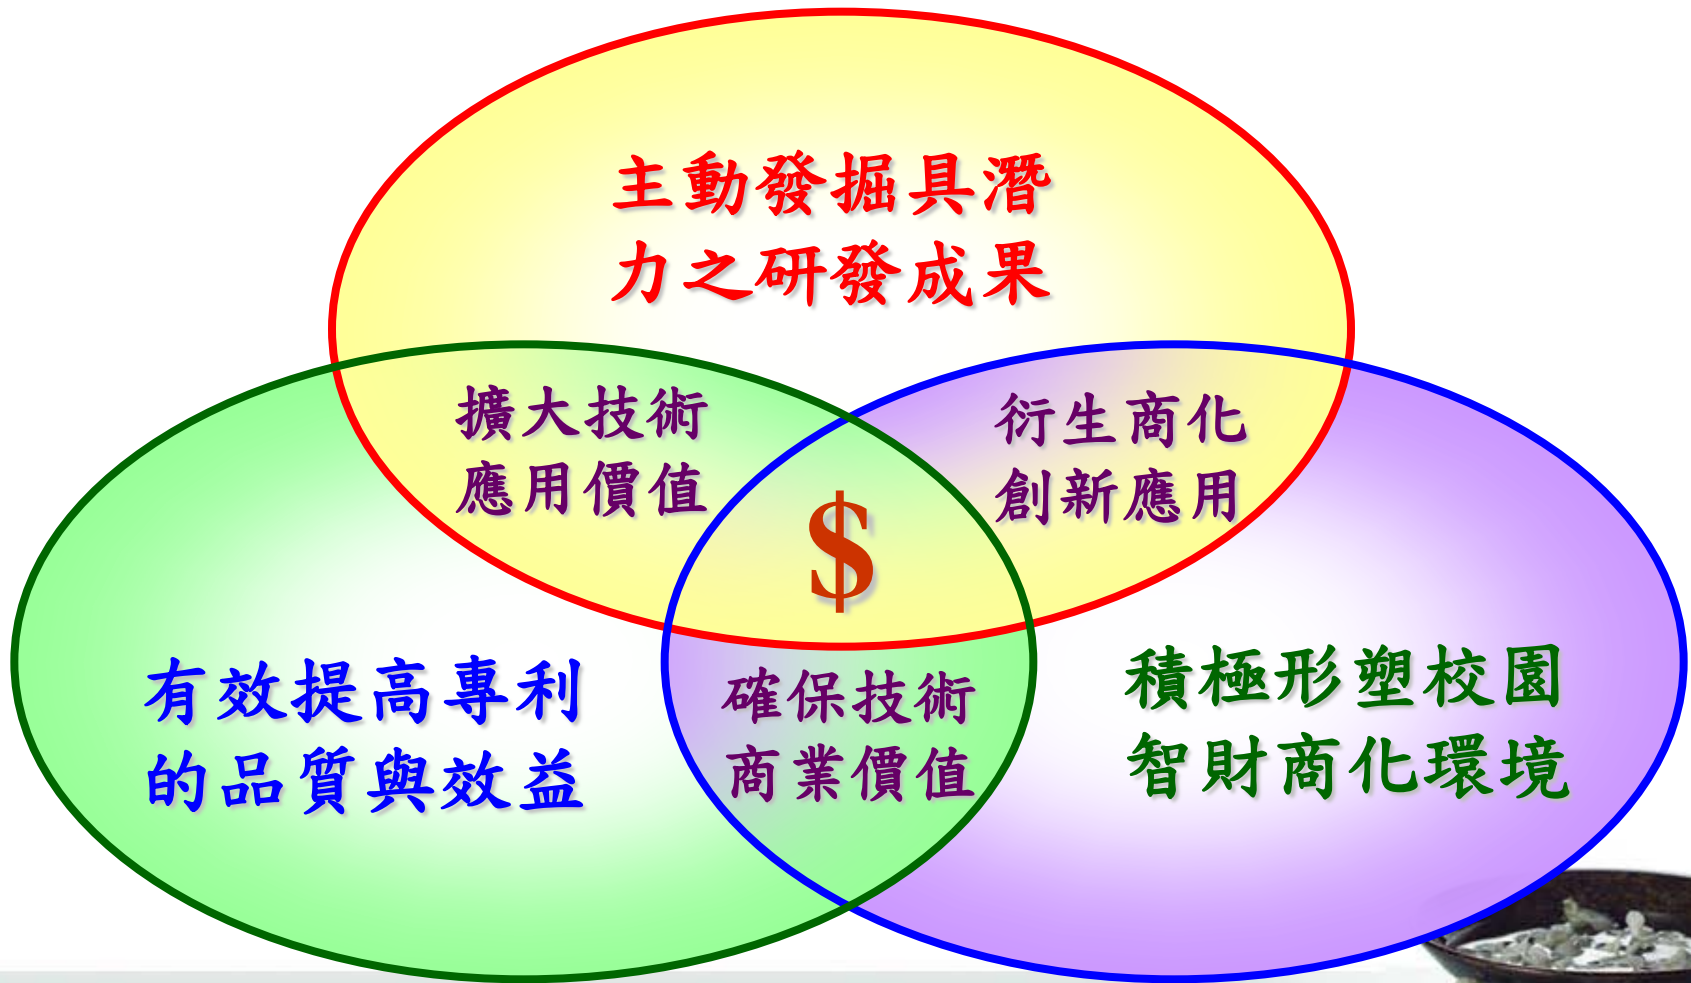 主動發掘具潛
力之研發成果
擴大技術
應用價值
衍生商化
創新應用
$
有效提高專利
的品質與效益
確保技術
商業價值
積極形塑校園
智財商化環境